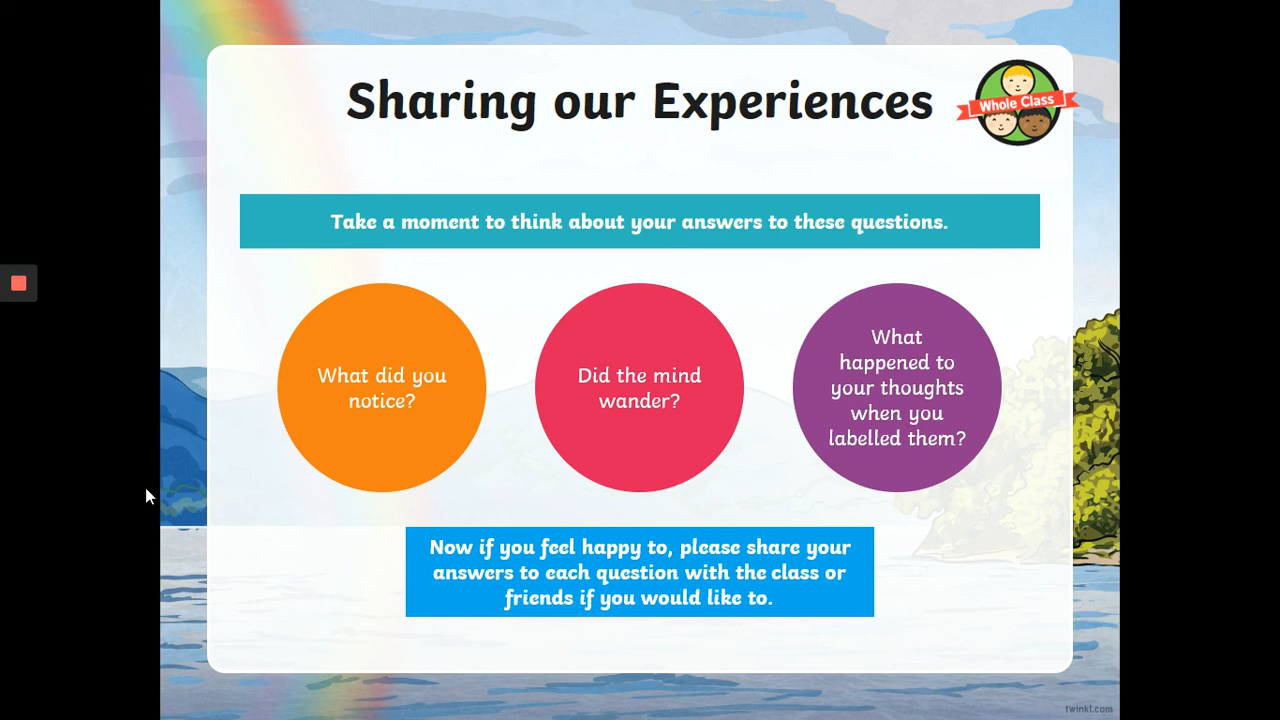 Sharing our Experiences
Whole Class
Take a moment to think about your answers to these questions.
What did you
notice?
Did the mind
wander?
What
happened to
your thoughts
when you
labelled them?
Now if you feel happy to, please share your
answers to each question with the class or
friends if you would like to.
twinkl.com